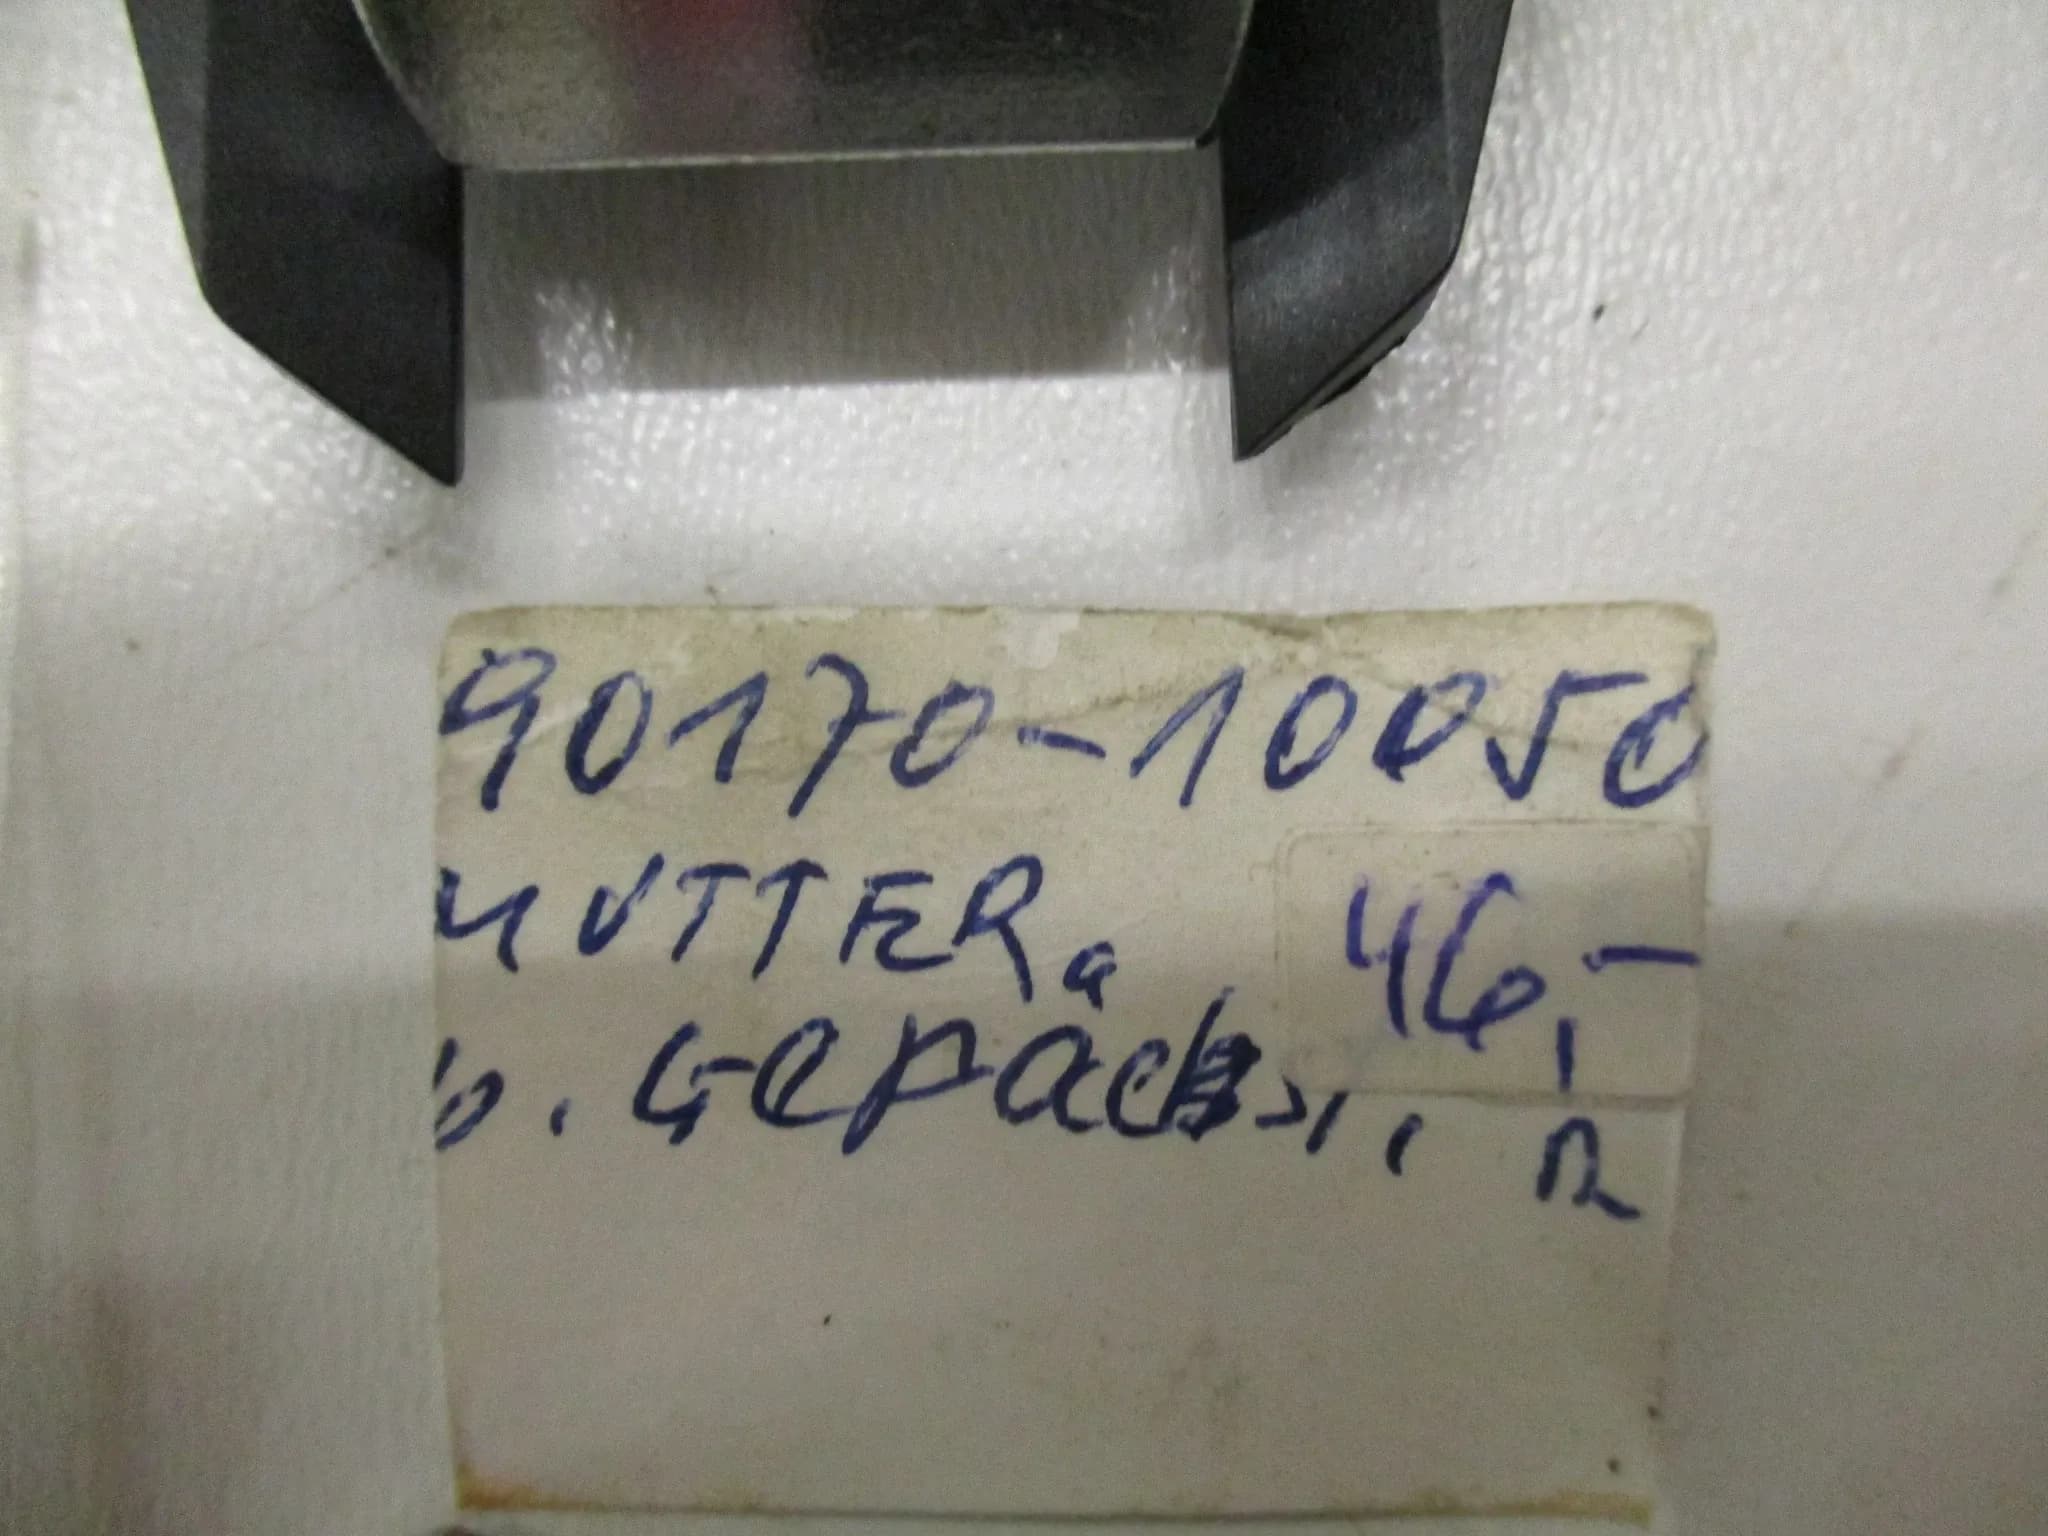 90170-10050
MUTTER
46,-
b. Gepäck